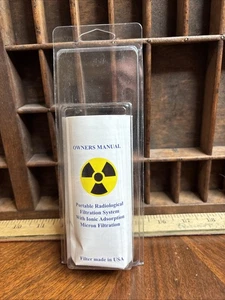 OWNERS MANUAL
Portable Radiological
Filtration System
With Ionic Adsorption
Micron Filtration
Filter made in USA